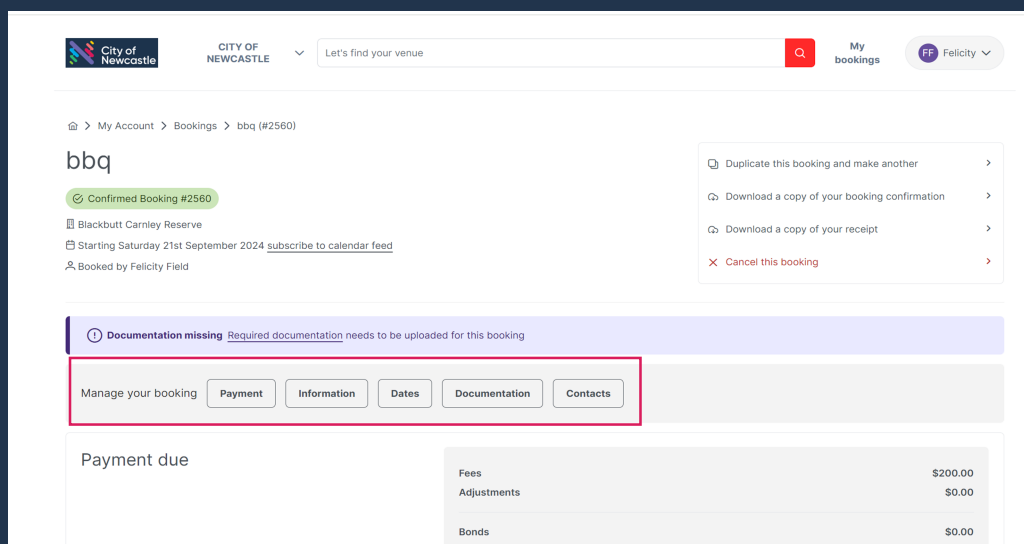 City of
Newcastle
CITY OF
NEWCASTLE
Let's find your venue
My
bookings
FF Felicity
My Account > Bookings > bbq (#2560)
bbq
Confirmed Booking #2560
Blackbutt Carnley Reserve
Starting Saturday 21st September 2024 subscribe to calendar feed
Booked by Felicity Field
Duplicate this booking and make another
Download a copy of your booking confirmation
Download a copy of your receipt
Cancel this booking
Documentation missing Required documentation needs to be uploaded for this booking
Manage your booking Payment Information Dates Documentation Contacts
Payment due
Fees $200.00
Adjustments $0.00
Bonds $0.00